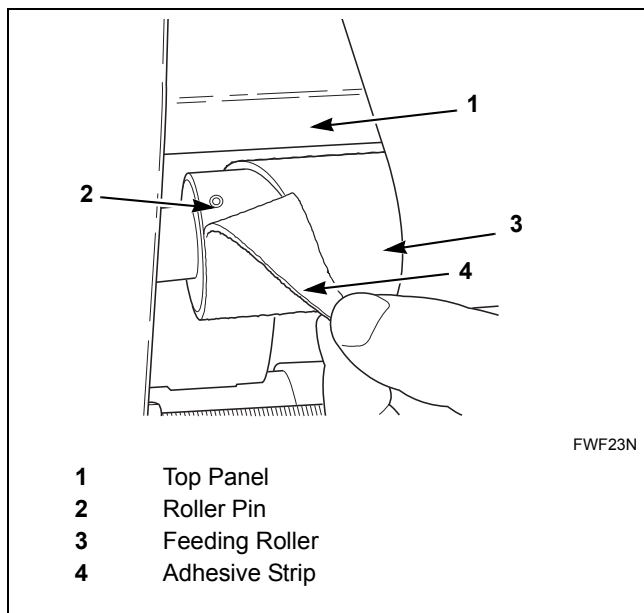 1
2
3
4
FWF23N
1 Top Panel
2 Roller Pin
3 Feeding Roller
4 Adhesive Strip